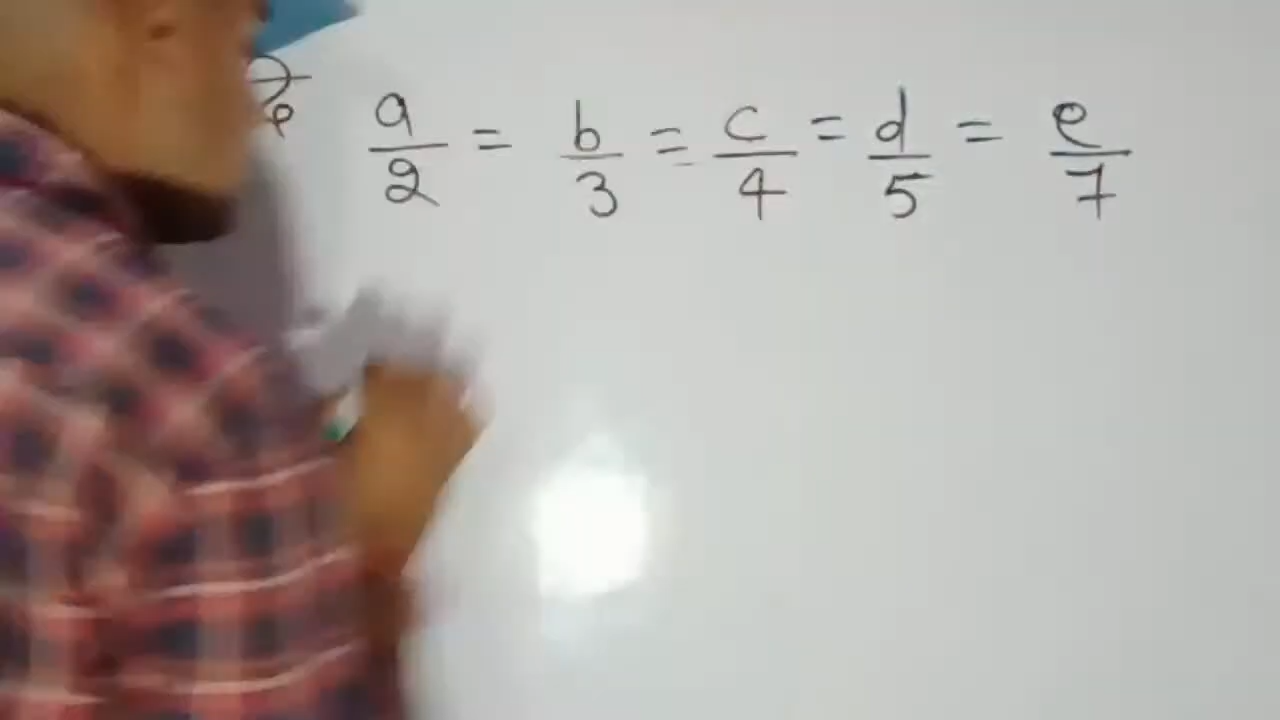 a/2 = b/3 = c/4 = d/5 = e/7